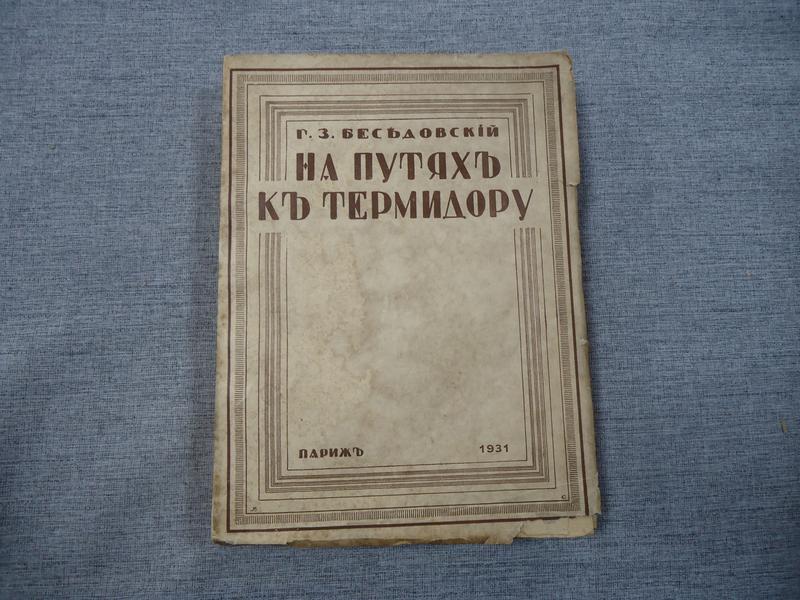 Г. З. БЕСѢДОВСКІЙ
НА ПУТЯХЪ
КЪ ТЕРМИДОРУ
ПАРИЖЪ 1931